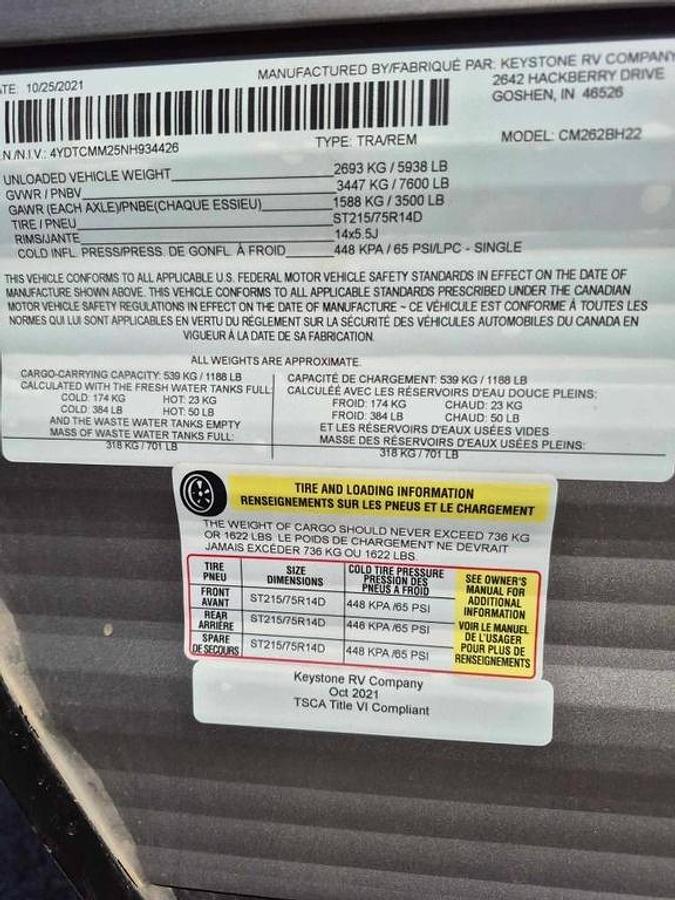 ATE: 10/25/2021
MANUFACTURED BY/FABRIQUÉ PAR: KEYSTONE RV COMPANY
2642 HACKBERRY DRIVE
GOSHEN, IN 46526
N./N.I.V.: 4YDTCMM25NH934426
TYPE: TRA/REM
MODEL: CM262BH22
UNLOADED VEHICLE WEIGHT 2693 KG / 5938 LB
GVWR / PNBV 3447 KG / 7600 LB
GAWR (EACH AXLE)/PNBE(CHAQUE ESSIEU) 1588 KG / 3500 LB
TIRE / PNEU ST215/75R14D
RIMS/JANTE 14x5.5J
COLD INFL. PRESS/PRESS. DE GONFL. À FROID 448 KPA / 65 PSI/LPC - SINGLE
THIS VEHICLE CONFORMS TO ALL APPLICABLE U.S. FEDERAL MOTOR VEHICLE SAFETY STANDARDS IN EFFECT ON THE DATE OF
MANUFACTURE SHOWN ABOVE. THIS VEHICLE CONFORMS TO ALL APPLICABLE STANDARDS PRESCRIBED UNDER THE CANADIAN
MOTOR VEHICLE SAFETY REGULATIONS IN EFFECT ON THE DATE OF MANUFACTURE ~ CE VÉHICULE EST CONFORME À TOUTES LES
NORMES QUI LUI SONT APPLICABLES EN VERTU DU RÈGLEMENT SUR LA SÉCURITÉ DES VÉHICULES AUTOMOBILES DU CANADA EN
VIGUEUR À LA DATE DE SA FABRICATION.
ALL WEIGHTS ARE APPROXIMATE.
CARGO-CARRYING CAPACITY: 539 KG / 1188 LB
CALCULATED WITH THE FRESH WATER TANKS FULL:
COLD: 174 KG HOT: 23 KG
COLD: 384 LB HOT: 50 LB
AND THE WASTE WATER TANKS EMPTY
MASS OF WASTE WATER TANKS FULL:
318 KG / 701 LB
CAPACITÉ DE CHARGEMENT: 539 KG / 1188 LB
CALCULÉE AVEC LES RÉSERVOIRS D'EAU DOUCE PLEINS:
FROID: 174 KG CHAUD: 23 KG
FROID: 384 LB CHAUD: 50 LB
ET LES RÉSERVOIRS D'EAUX USÉES VIDES
MASSE DES RÉSERVOIRS D'EAUX USÉES PLEINS:
318 KG / 701 LB
TIRE AND LOADING INFORMATION
RENSEIGNEMENTS SUR LES PNEUS ET LE CHARGEMENT
THE WEIGHT OF CARGO SHOULD NEVER EXCEED 736 KG
OR 1622 LBS. LE POIDS DE CHARGEMENT NE DEVRAIT
JAMAIS EXCÉDER 736 KG OU 1622 LBS.
TIRE
PNEU
SIZE
DIMENSIONS
COLD TIRE PRESSURE
PRESSION DES
PNEUS A FROID
FRONT
AVANT
ST215/75R14D 448 KPA /65 PSI
REAR
ARRIÈRE
ST215/75R14D 448 KPA /65 PSI
SPARE
DE SECOURS
ST215/75R14D 448 KPA /65 PSI
SEE OWNER'S
MANUAL FOR
ADDITIONAL
INFORMATION
VOIR LE MANUEL
DE L'USAGER
POUR PLUS DE
RENSEIGNEMENTS
Keystone RV Company
Oct 2021
TSCA Title VI Compliant